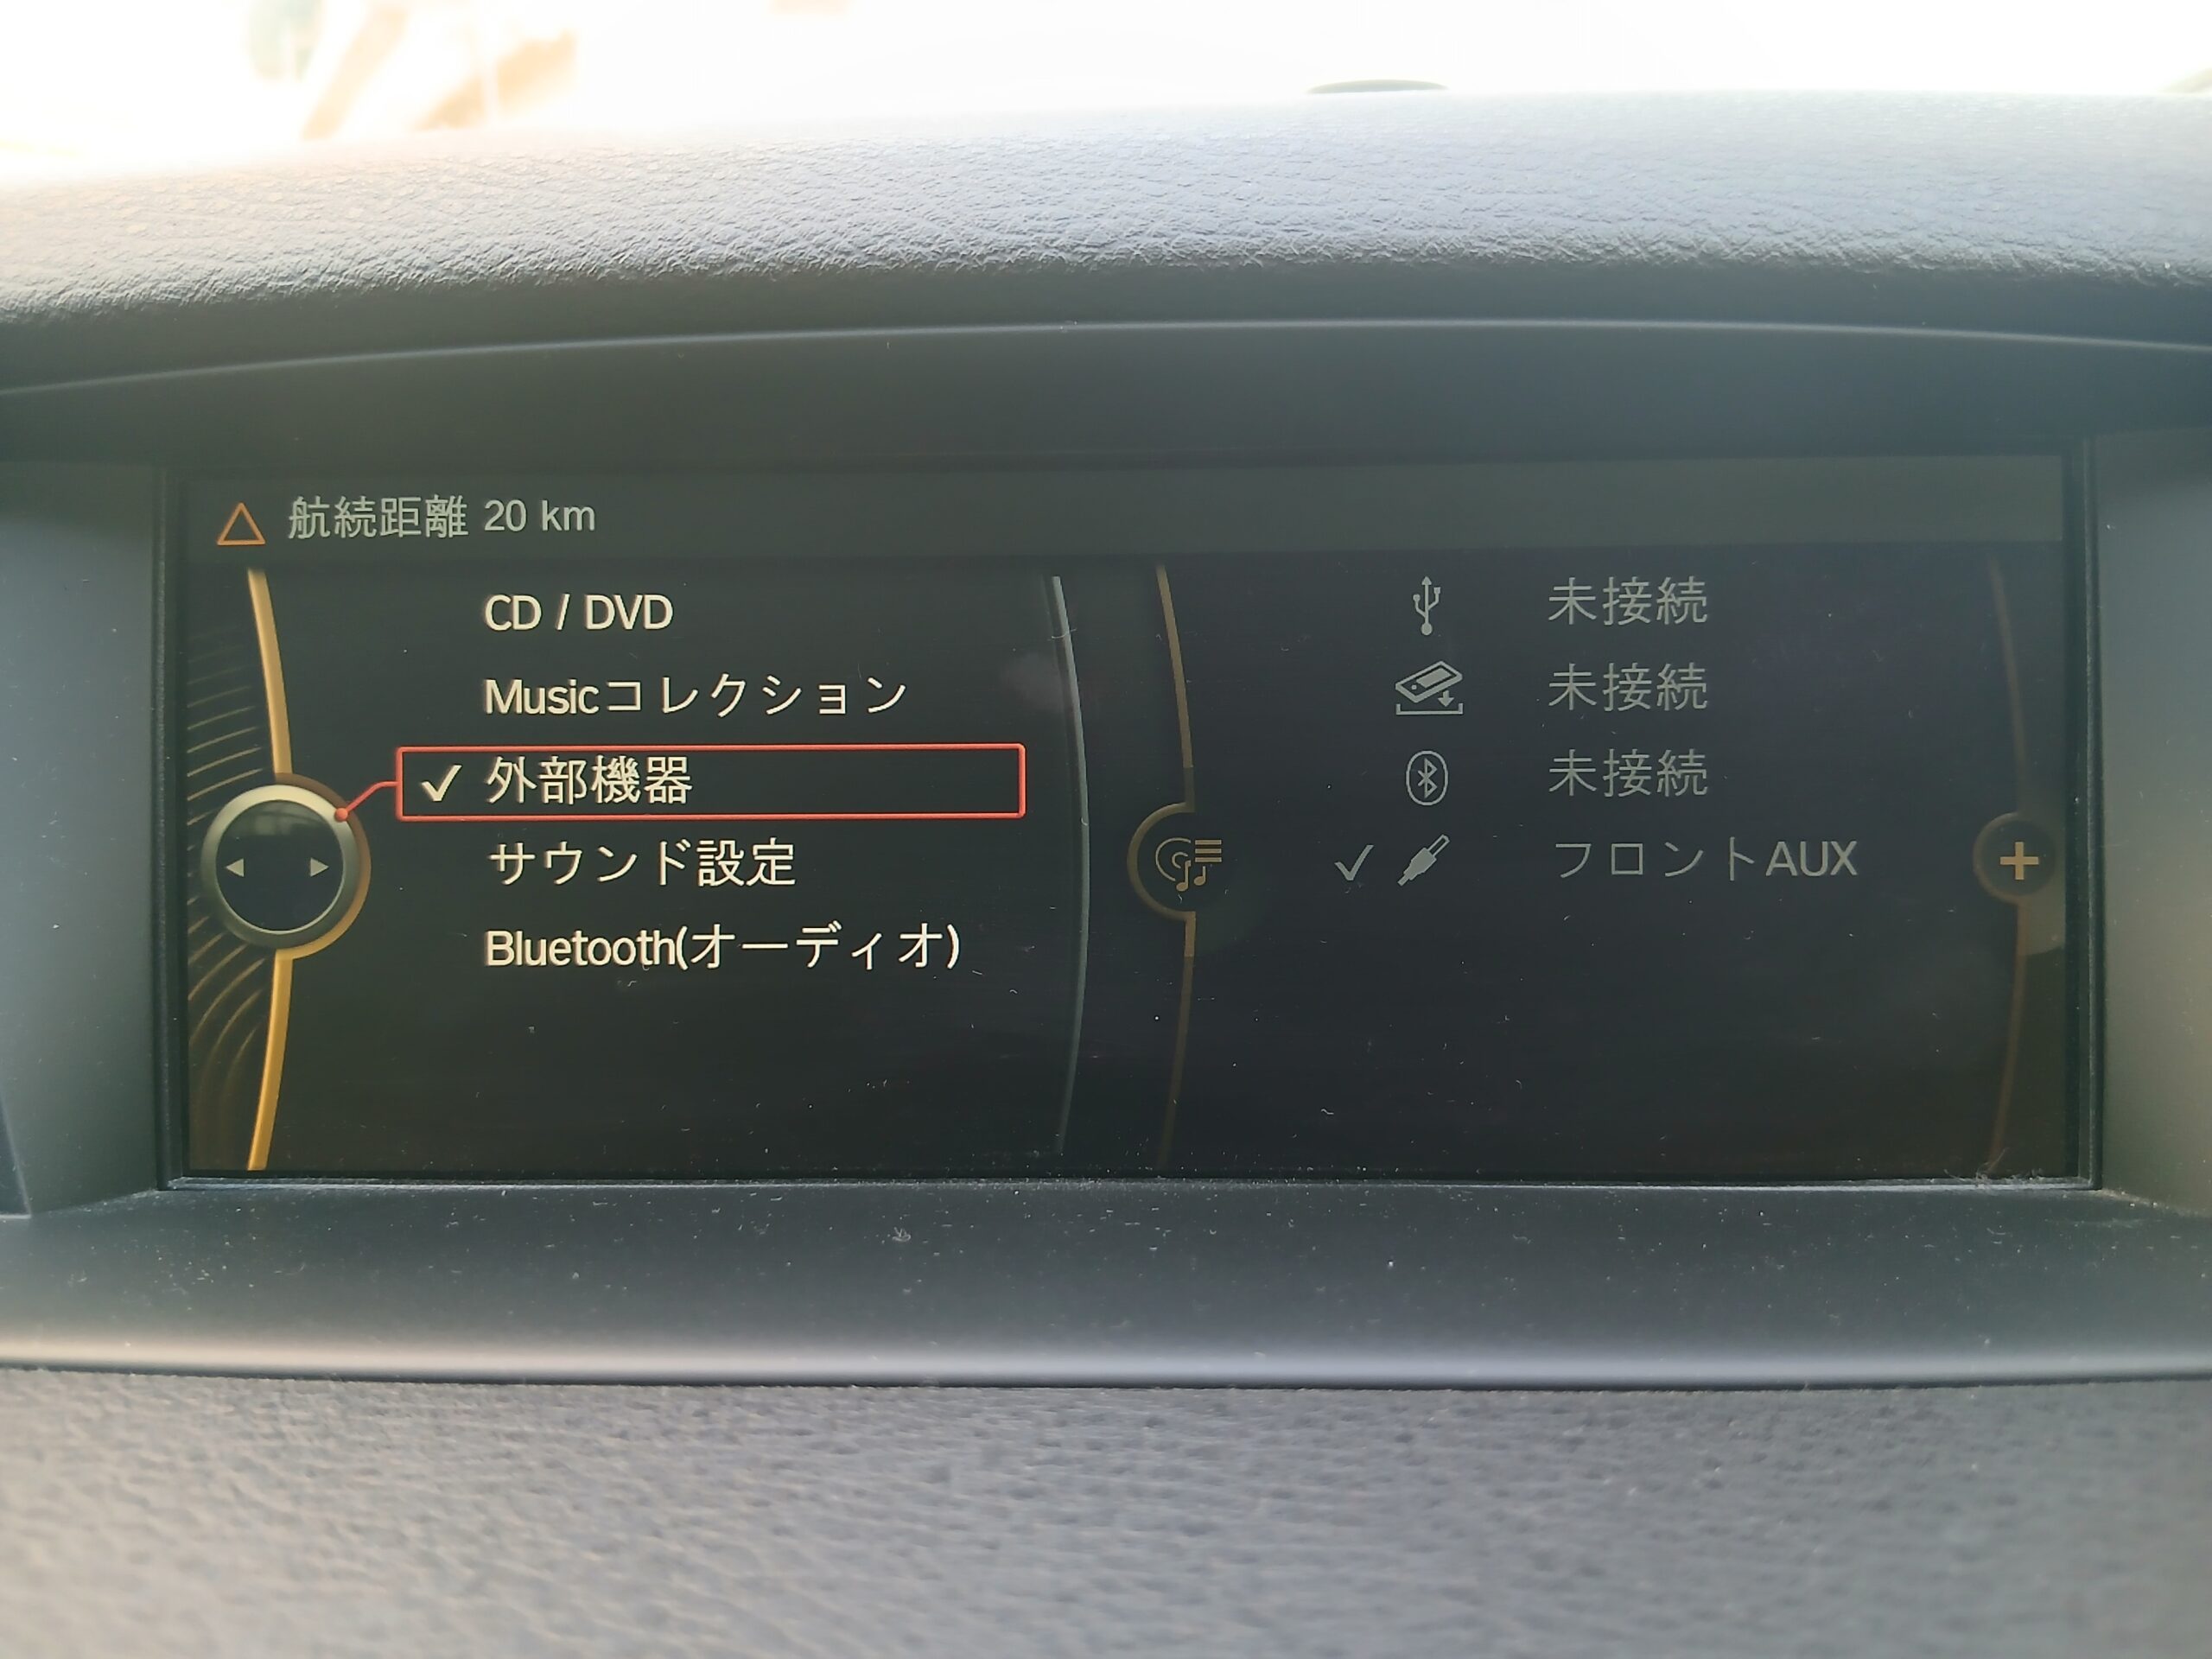 航続距離 20 km
CD / DVD
Musicコレクション
外部機器
サウンド設定
Bluetooth(オーディオ)
未接続
未接続
未接続
フロントAUX